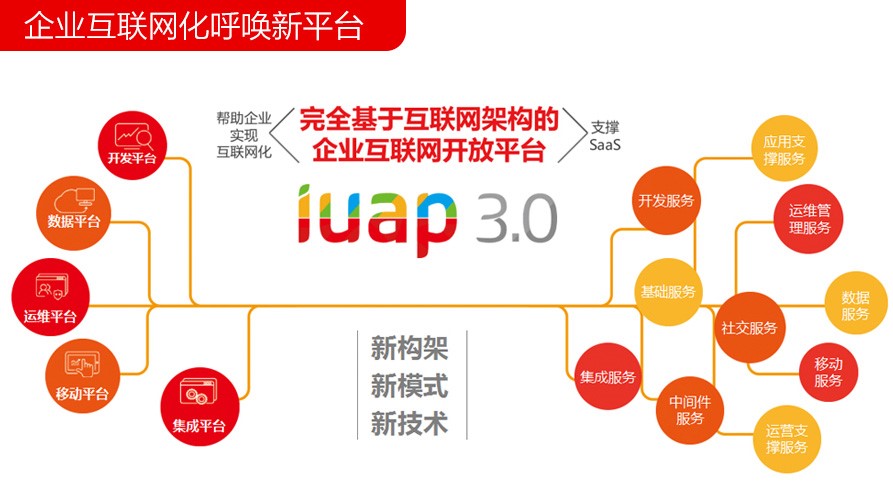 企业互联网化呼唤新平台
帮助企业
实现
互联网化
完全基于互联网架构的
企业互联网开放平台
支撑
SaaS
iuap 3.0
开发平台
数据平台
运维平台
移动平台
集成平台
新构架
新模式
新技术
开发服务
基础服务
集成服务
中间件
服务
社交服务
应用支
撑服务
运维管
理服务
数据
服务
移动
服务
运营支
撑服务